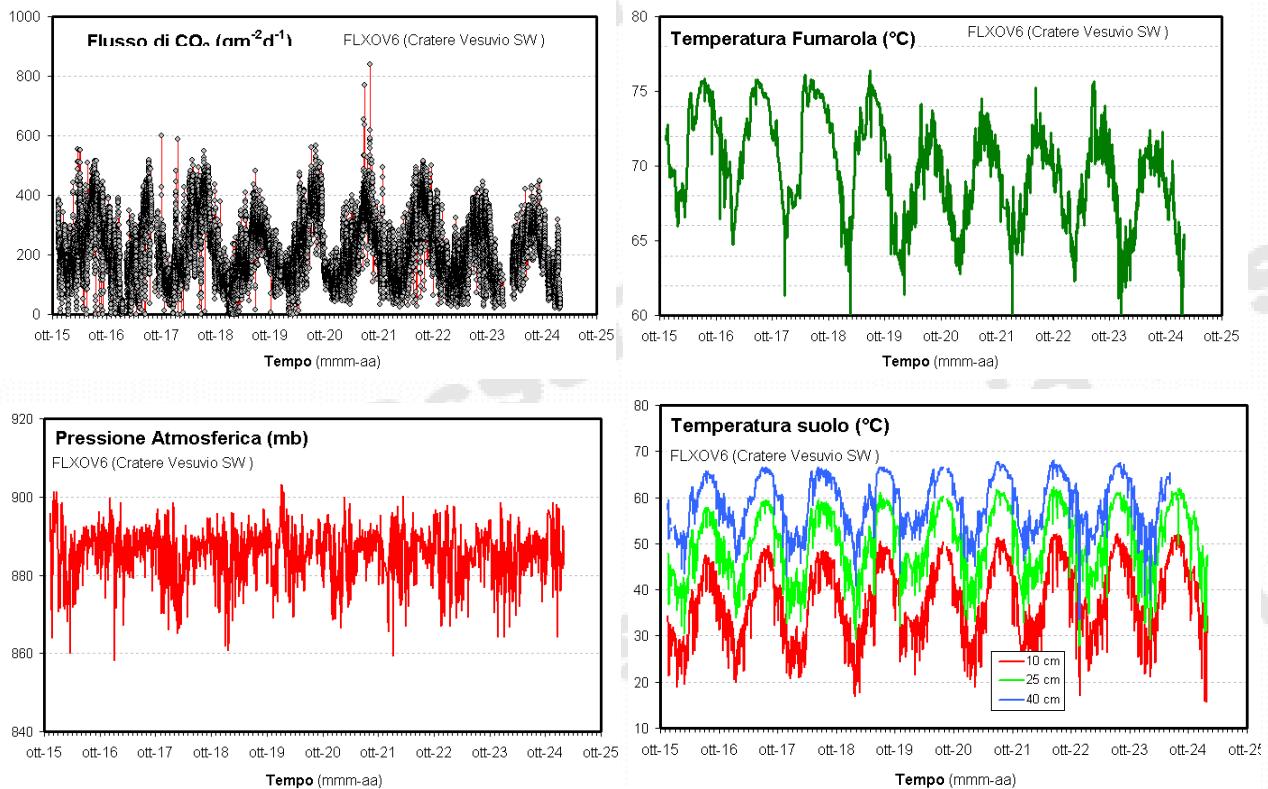 Flusso di CO₂ (gm⁻²d⁻¹)
FLXOV6 (Cratere Vesuvio SW )
1000
800
600
400
200
0
ott-15 ott-16 ott-17 ott-18 ott-19 ott-20 ott-21 ott-22 ott-23 ott-24 ott-25
Tempo (mmm-aa)
Temperatura Fumarola (°C)
FLXOV6 (Cratere Vesuvio SW )
80
75
70
65
60
ott-15 ott-16 ott-17 ott-18 ott-19 ott-20 ott-21 ott-22 ott-23 ott-24 ott-25
Tempo (mmm-aa)
Pressione Atmosferica (mb)
FLXOV6 (Cratere Vesuvio SW )
920
900
880
860
840
ott-15 ott-16 ott-17 ott-18 ott-19 ott-20 ott-21 ott-22 ott-23 ott-24 ott-25
Tempo (mmm-aa)
Temperatura suolo (°C)
FLXOV6 (Cratere Vesuvio SW )
80
70
60
50
40
30
20
10
10 cm
25 cm
40 cm
ott-15 ott-16 ott-17 ott-18 ott-19 ott-20 ott-21 ott-22 ott-23 ott-24 ott-25
Tempo (mmm-aa)